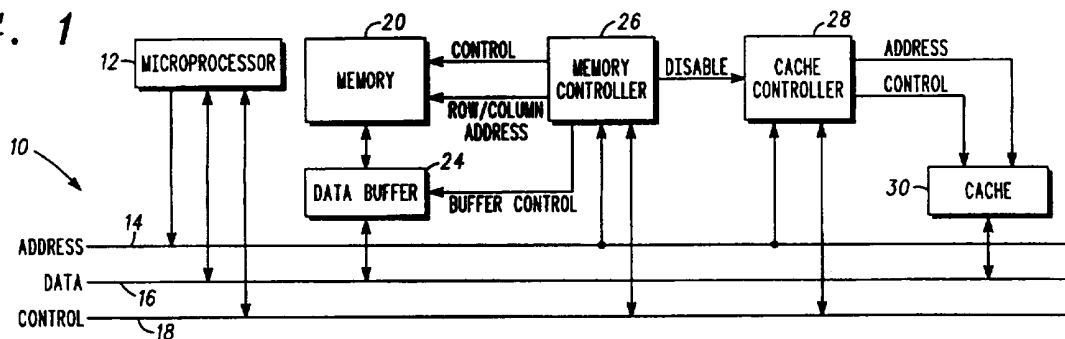 . 1
12
MICROPROCESSOR
20
MEMORY
CONTROL
ROW/COLUMN
ADDRESS
26
MEMORY
CONTROLLER
DISABLE
28
CACHE
CONTROLLER
ADDRESS
CONTROL
10
24
DATA BUFFER
BUFFER CONTROL
30
CACHE
ADDRESS
14
DATA
16
CONTROL
18